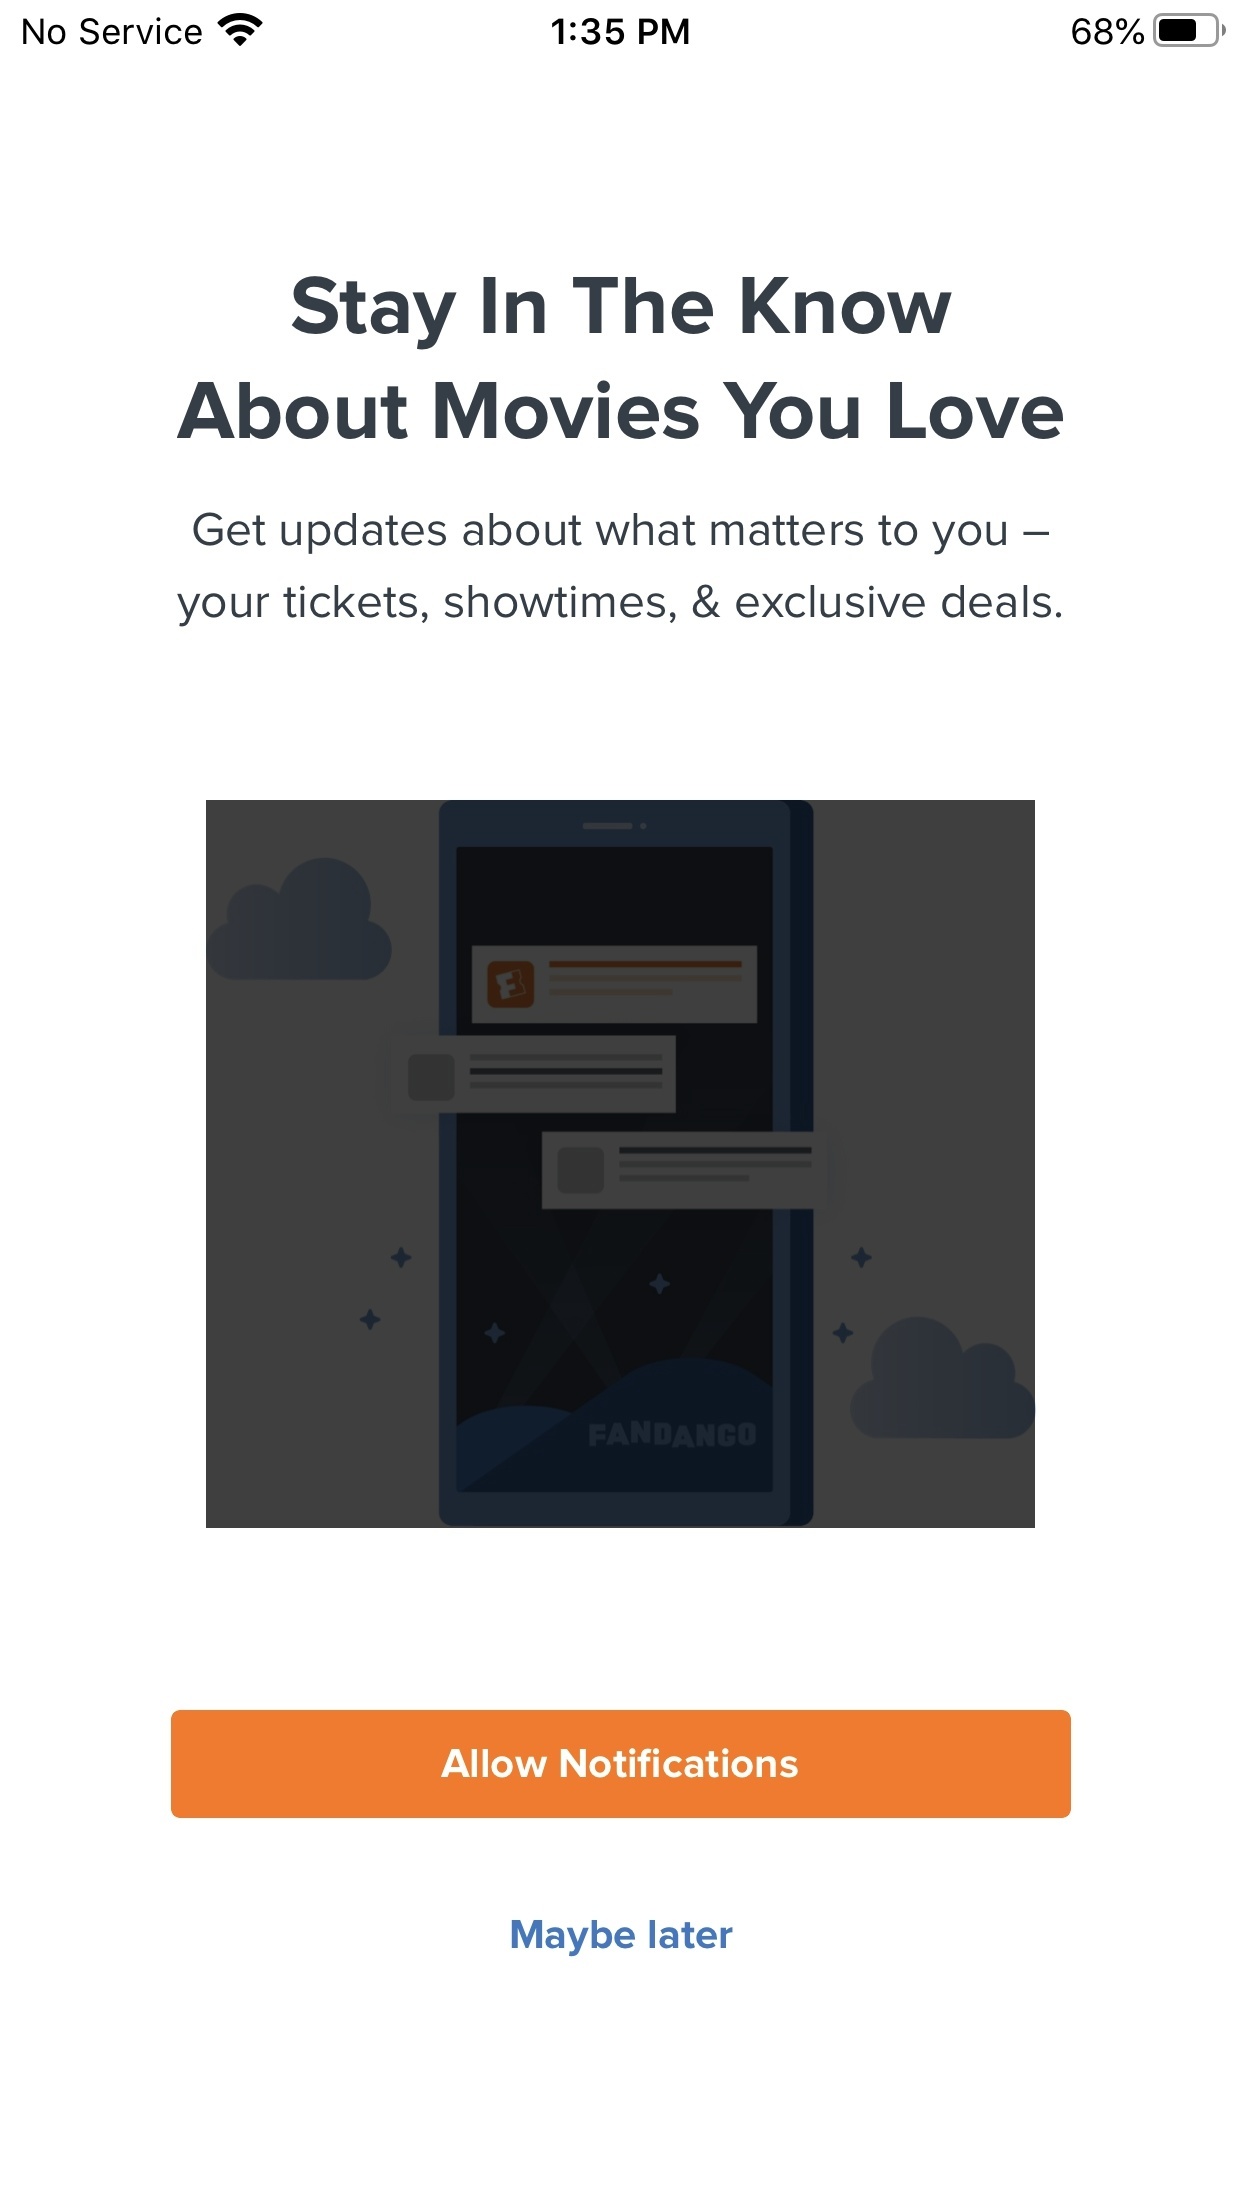 No Service 1:35 PM 68%
Stay In The Know
About Movies You Love
Get updates about what matters to you –
your tickets, showtimes, & exclusive deals.
FANDANGO
Allow Notifications
Maybe later